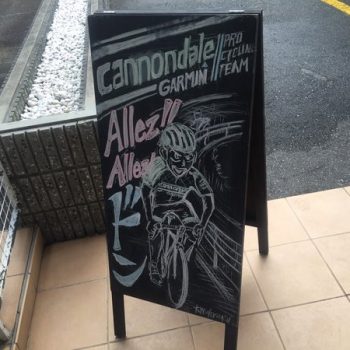 cannondale
GARMIN
PRO
CYCLING
TEAM
Allez!!
Allez!
ドン